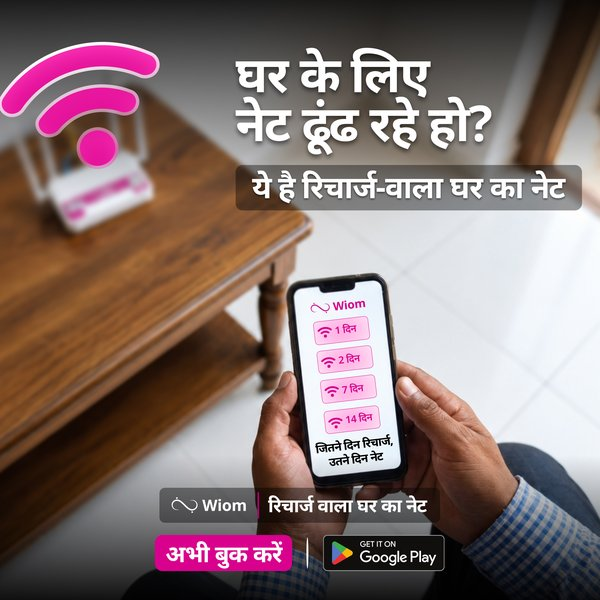 घर के लिए
नेट ढूंढ रहे हो?
ये है रिचार्ज-वाला घर का नेट
Wiom
1 दिन
2 दिन
7 दिन
14 दिन
जितने दिन रिचार्ज,
उतने दिन नेट
Wiom | रिचार्ज वाला घर का नेट
अभी बुक करें
GET IT ON
Google Play